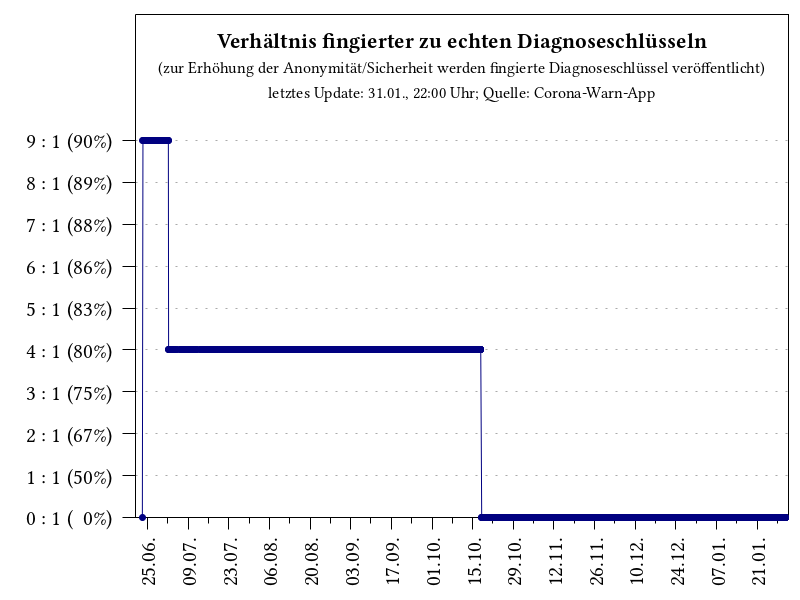 Verhältnis fingierter zu echten Diagnoseschlüsseln
(zur Erhöhung der Anonymität/Sicherheit werden fingierte Diagnoseschlüssel veröffentlicht)
letztes Update: 31.01., 22:00 Uhr; Quelle: Corona-Warn-App
9 : 1 (90%)
8 : 1 (89%)
7 : 1 (88%)
6 : 1 (86%)
5 : 1 (83%)
4 : 1 (80%)
3 : 1 (75%)
2 : 1 (67%)
1 : 1 (50%)
0 : 1 (  0%)
25.06.
09.07.
23.07.
06.08.
20.08.
03.09.
17.09.
01.10.
15.10.
29.10.
12.11.
26.11.
10.12.
24.12.
07.01.
21.01.